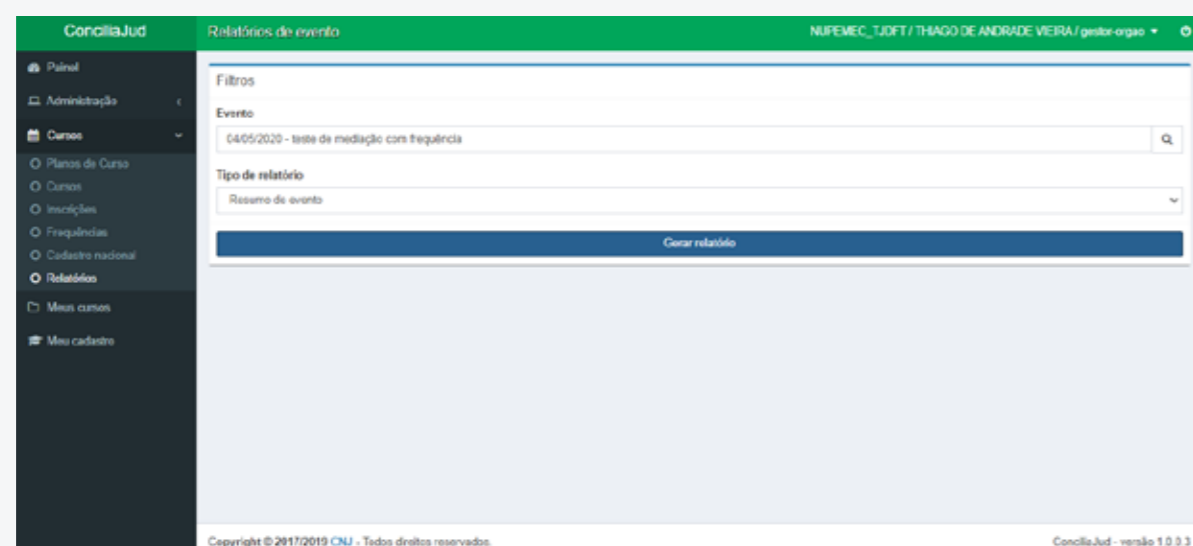 ConciliaJud
Relatórios de evento
NUPEMEC_TJDFT / THIAGO DE ANDRADE VIEIRA / gestor-orgao
Painel
Administração
Cursos
Planos de Curso
Cursos
Inscrições
Frequências
Cadastro nacional
Relatórios
Meus cursos
Meu cadastro
Filtros
Evento
04/05/2020 - teste de mediação com frequência
Tipo de relatório
Resumo de evento
Gerar relatório
Copyright © 2017/2019 CNJ - Todos direitos reservados.
ConciliaJud - versão 1.0.0.3